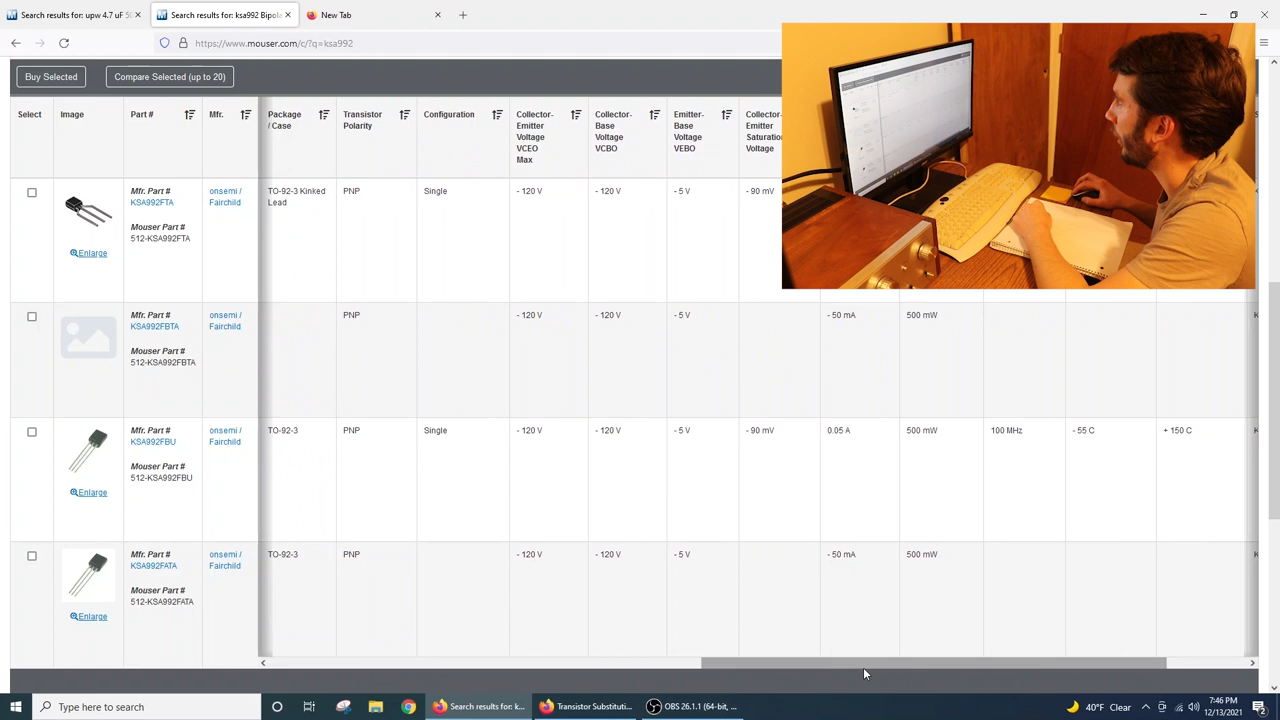 Search results for: upw 4.7 uF 50
Search results for: ksa992 Bipola
New Tab
https://www.mouser.com/c/?q=ksa992
Buy Selected
Compare Selected (up to 20)
Select
Image
Part #
Mfr.
Package
/ Case
Transistor
Polarity
Configuration
Collector-
Emitter
Voltage
VCEO
Max
Collector-
Base
Voltage
VCBO
Emitter-
Base
Voltage
VEBO
Collector-
Emitter
Saturation
Voltage
Mfr. Part #
KSA992FTA
Mouser Part #
512-KSA992FTA
Enlarge
onsemi /
Fairchild
TO-92-3 Kinked
Lead
PNP
Single
- 120 V
- 120 V
- 5 V
- 90 mV
Mfr. Part #
KSA992FBTA
Mouser Part #
512-KSA992FBTA
onsemi /
Fairchild
PNP
- 120 V
- 120 V
- 5 V
- 50 mA
500 mW
Mfr. Part #
KSA992FBU
Mouser Part #
512-KSA992FBU
Enlarge
onsemi /
Fairchild
TO-92-3
PNP
Single
- 120 V
- 120 V
- 5 V
- 90 mV
0.05 A
500 mW
100 MHz
- 55 C
+ 150 C
Mfr. Part #
KSA992FATA
Mouser Part #
512-KSA992FATA
Enlarge
onsemi /
Fairchild
TO-92-3
PNP
- 120 V
- 120 V
- 5 V
- 50 mA
500 mW
Type here to search
Search results for: k...
Transistor Substituti...
OBS 26.1.1 (64-bit, ...
40°F Clear
7:46 PM
12/13/2021
2